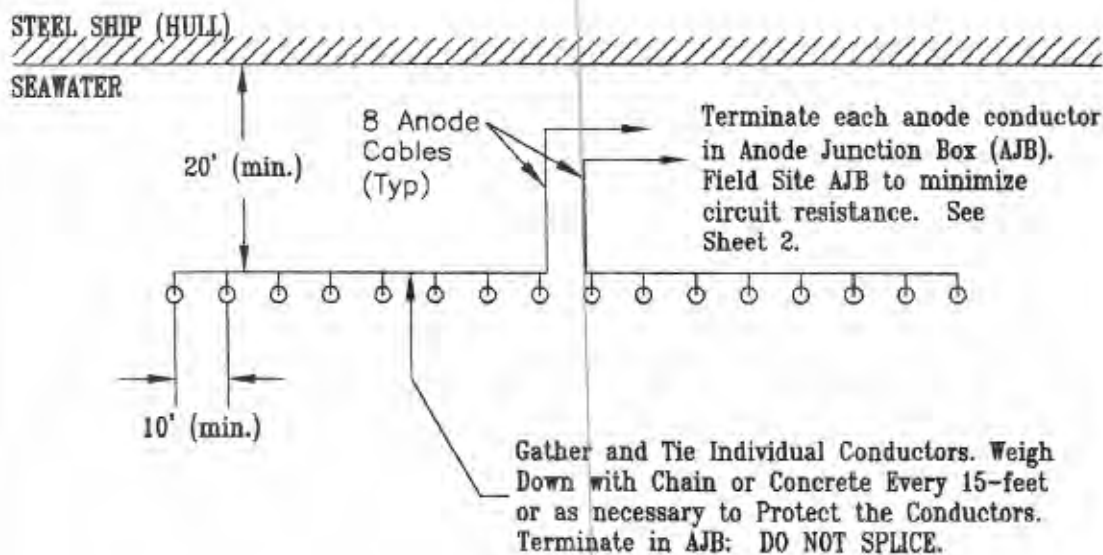 STEEL SHIP (HULL)
SEAWATER
20' (min.)
8 Anode
Cables
(Typ)
Terminate each anode conductor
in Anode Junction Box (AJB).
Field Site AJB to minimize
circuit resistance. See
Sheet 2.
10' (min.)
Gather and Tie Individual Conductors. Weigh
Down with Chain or Concrete Every 15-feet
or as necessary to Protect the Conductors.
Terminate in AJB: DO NOT SPLICE.